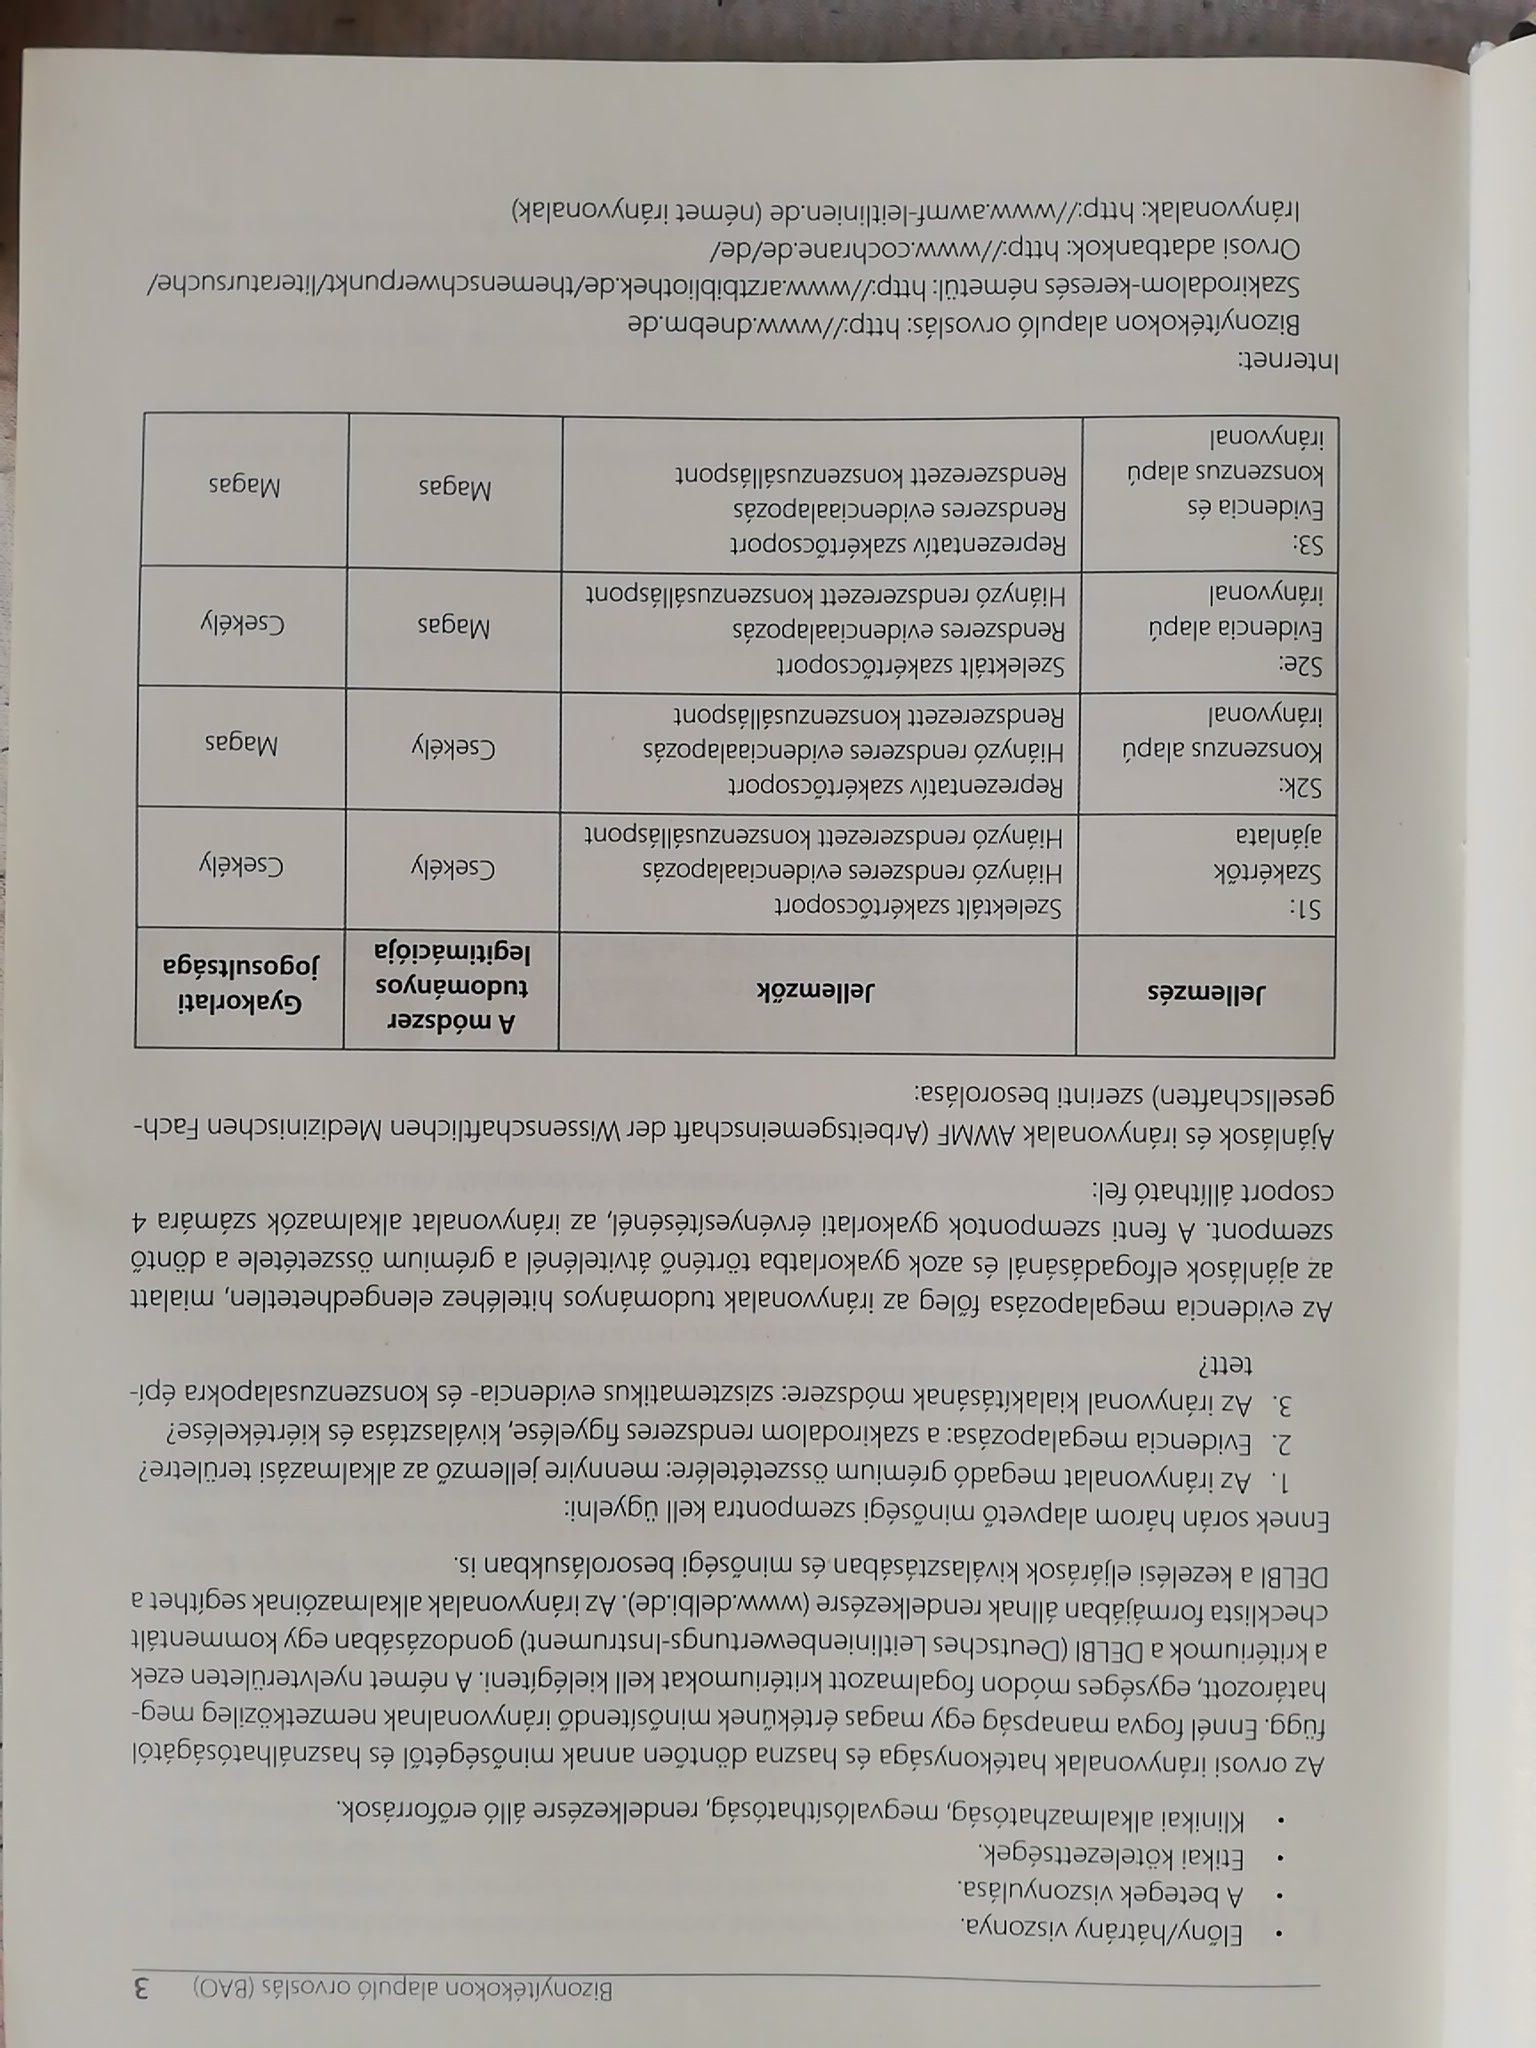 Bizonyítékokon alapuló orvoslás (BAO) 3
• Előny/hátrány viszonya.
• A betegek viszonyulása.
• Etikai kötelezettségek.
• Klinikai alkalmazhatóság, megvalósíthatóság, rendelkezésre álló erőforrások.
Az orvosi irányvonalak hatékonysága és haszna döntően annak minőségétől és használhatóságától
függ. Ennél fogva manapság egy magas értékűnek minősítendő irányvonalnak nemzetközileg meg-
határozott, egységes módon fogalmazott kritériumokat kell kielégíteni. A német nyelvterületen ezek
a kritériumok a DELBI (Deutsches Leitlinienbewertungs-Instrument) gondozásában egy kommentált
checklista formájában állnak rendelkezésre (www.delbi.de). Az irányvonalak alkalmazóinak segíthet a
DELBI a kezelési eljárások kiválasztásában és minőségi besorolásukban is.
Ennek során három alapvető minőségi szempontra kell ügyelni:
1. Az irányvonalat megadó grémium összetételére: mennyire jellemző az alkalmazási területre?
2. Evidencia megalapozása: a szakirodalom rendszeres figyelése, kiválasztása és kiértékelése?
3. Az irányvonal kialakításának módszere: szisztematikus evidencia- és konszenzusalapokra épí-
tett?
Az evidencia megalapozása főleg az irányvonalak tudományos hiteléhez elengedhetetlen, mialatt
az ajánlások elfogadásánál és azok gyakorlatba történő átvitelénél a grémium összetétele a döntő
szempont. A fenti szempontok gyakorlati érvényesítésénél, az irányvonalat alkalmazók számára 4
csoport állítható fel:
Ajánlások és irányvonalak AWMF (Arbeitsgemeinschaft der Wissenschaftlichen Medizinischen Fach-
gesellschaften) szerinti besorolása:
Jellemzés
Jellemzők
A módszer
tudományos
legitimációja
Gyakorlati
jogosultsága
S1:
Szakértők
ajánlata
Szelektált szakértőcsoport
Hiányzó rendszeres evidenciaalapozás
Hiányzó rendszerezett konszenzusálláspont
Csekély
Csekély
S2k:
Konszenzus alapú
irányvonal
Reprezentatív szakértőcsoport
Hiányzó rendszeres evidenciaalapozás
Rendszerezett konszenzusálláspont
Csekély
Magas
S2e:
Evidencia alapú
irányvonal
Szelektált szakértőcsoport
Rendszeres evidenciaalapozás
Hiányzó rendszerezett konszenzusálláspont
Magas
Csekély
S3:
Evidencia és
konszenzus alapú
irányvonal
Reprezentatív szakértőcsoport
Rendszeres evidenciaalapozás
Rendszerezett konszenzusálláspont
Magas
Magas
Internet:
Bizonyítékokon alapuló orvoslás: http://www.dnebm.de
Szakirodalom-keresés németül: http://www.arztbibliothek.de/themenschwerpunkt/literatursuche/
Orvosi adatbankok: http://www.cochrane.de/de/
Irányvonalak: http://www.awmf-leitlinien.de (német irányvonalak)